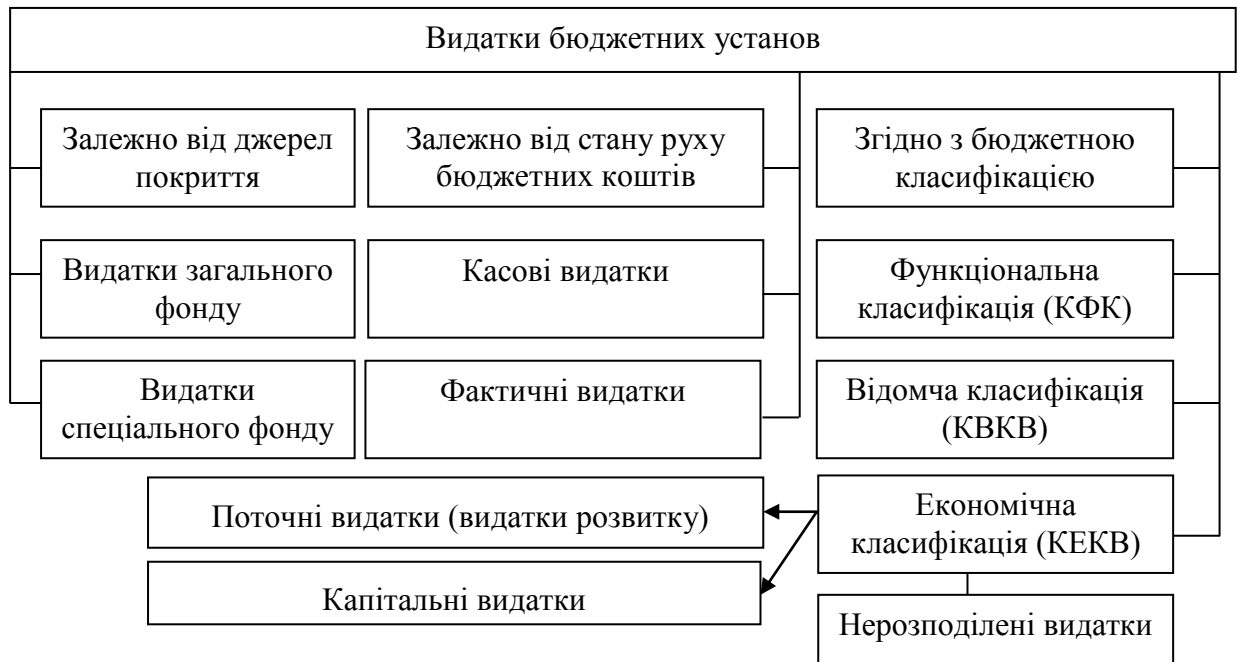 Видатки бюджетних установ
Залежно від джерел
покриття
Залежно від стану руху
бюджетних коштів
Згідно з бюджетною
класифікацією
Видатки загального
фонду
Касові видатки
Функціональна
класифікація (КФК)
Видатки
спеціального фонду
Фактичні видатки
Відомча класифікація
(КВКВ)
Поточні видатки (видатки розвитку)
Економічна
класифікація (КЕКВ)
Капітальні видатки
Нерозподілені видатки